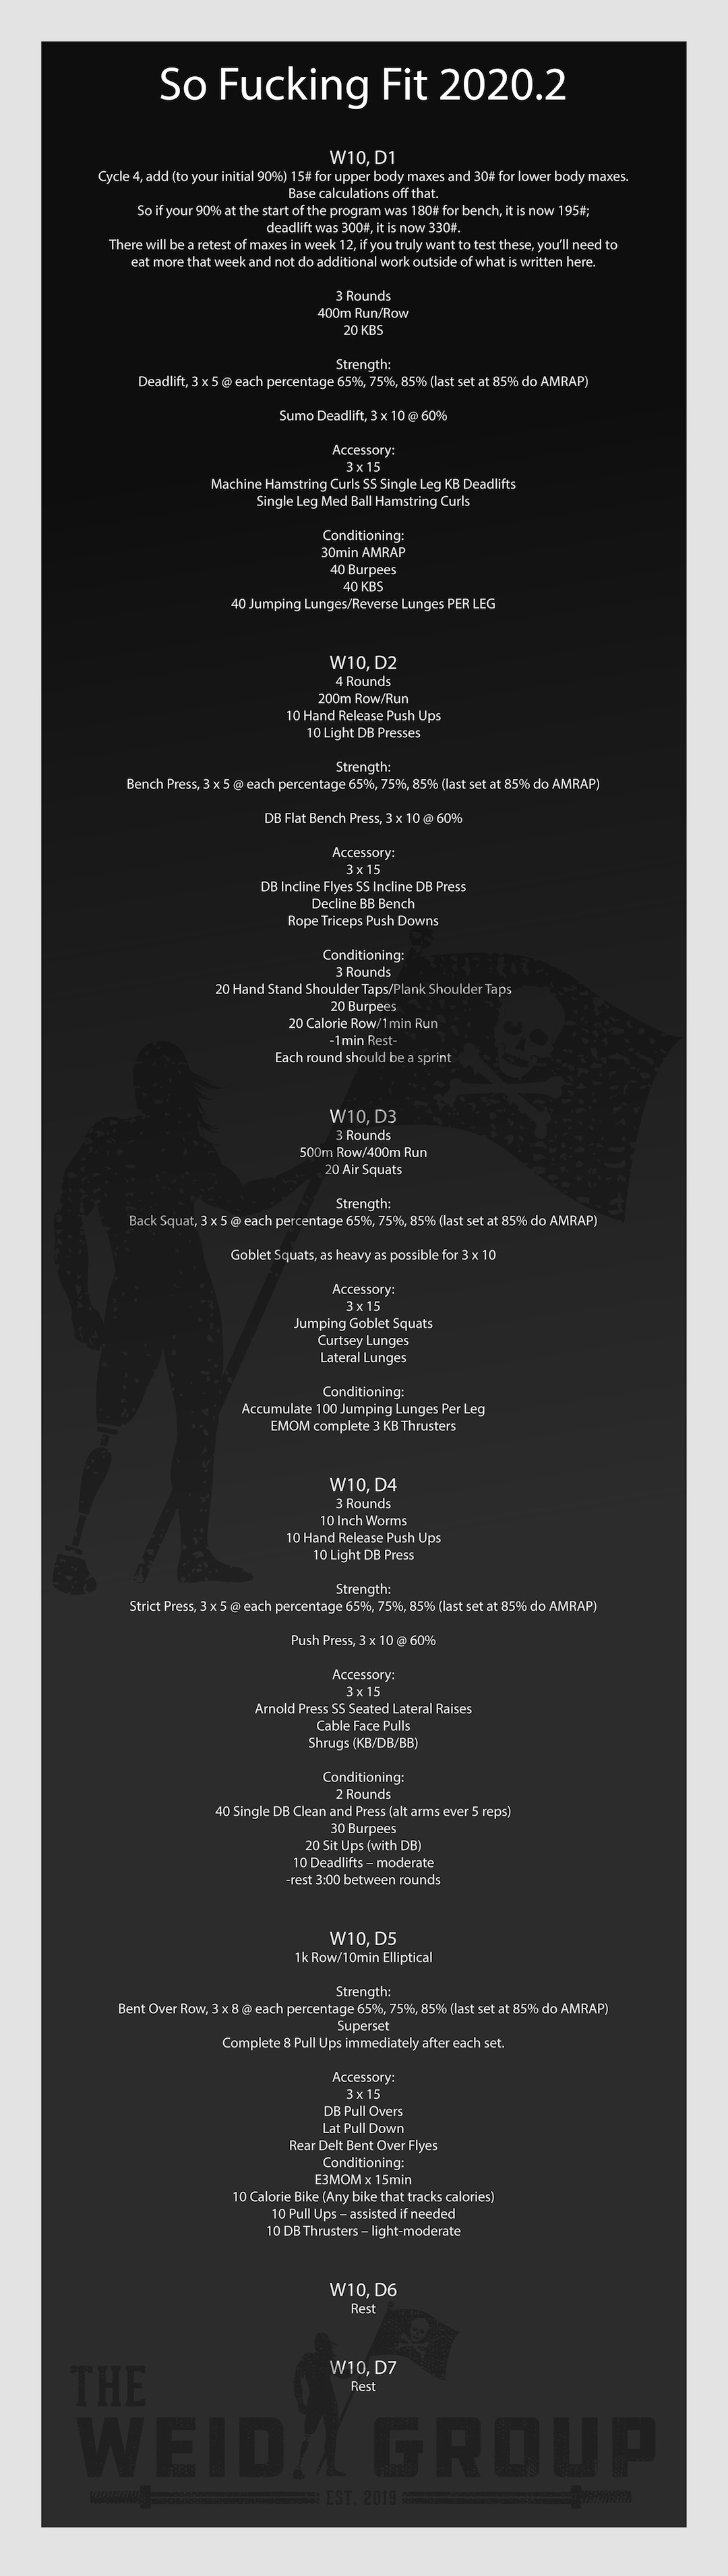 So Fucking Fit 2020.2
W10, D1
Cycle 4, add (to your initial 90%) 15# for upper body maxes and 30# for lower body maxes.
Base calculations off that.
So if your 90% at the start of the program was 180# for bench, it is now 195#;
deadlift was 300#, it is now 330#.
There will be a retest of maxes in week 12, if you truly want to test these, you'll need to
eat more that week and not do additional work outside of what is written here.
3 Rounds
400m Run/Row
20 KBS
Strength:
Deadlift, 3 x 5 @ each percentage 65%, 75%, 85% (last set at 85% do AMRAP)
Sumo Deadlift, 3 x 10 @ 60%
Accessory:
3 x 15
Machine Hamstring Curls SS Single Leg KB Deadlifts
Single Leg Med Ball Hamstring Curls
Conditioning:
30min AMRAP
40 Burpees
40 KBS
40 Jumping Lunges/Reverse Lunges PER LEG
W10, D2
4 Rounds
200m Row/Run
10 Hand Release Push Ups
10 Light DB Presses
Strength:
Bench Press, 3 x 5 @ each percentage 65%, 75%, 85% (last set at 85% do AMRAP)
DB Flat Bench Press, 3 x 10 @ 60%
Accessory:
3 x 15
DB Incline Flyes SS Incline DB Press
Decline BB Bench
Rope Triceps Push Downs
Conditioning:
3 Rounds
20 Hand Stand Shoulder Taps/Plank Shoulder Taps
20 Burpees
20 Calorie Row/1min Run
-1min Rest-
Each round should be a sprint
W10, D3
3 Rounds
500m Row/400m Run
20 Air Squats
Strength:
Back Squat, 3 x 5 @ each percentage 65%, 75%, 85% (last set at 85% do AMRAP)
Goblet Squats, as heavy as possible for 3 x 10
Accessory:
3 x 15
Jumping Goblet Squats
Curtsey Lunges
Lateral Lunges
Conditioning:
Accumulate 100 Jumping Lunges Per Leg
EMOM complete 3 KB Thrusters
W10, D4
3 Rounds
10 Inch Worms
10 Hand Release Push Ups
10 Light DB Press
Strength:
Strict Press, 3 x 5 @ each percentage 65%, 75%, 85% (last set at 85% do AMRAP)
Push Press, 3 x 10 @ 60%
Accessory:
3 x 15
Arnold Press SS Seated Lateral Raises
Cable Face Pulls
Shrugs (KB/DB/BB)
Conditioning:
2 Rounds
40 Single DB Clean and Press (alt arms ever 5 reps)
30 Burpees
20 Sit Ups (with DB)
10 Deadlifts – moderate
-rest 3:00 between rounds
W10, D5
1k Row/10min Elliptical
Strength:
Bent Over Row, 3 x 8 @ each percentage 65%, 75%, 85% (last set at 85% do AMRAP)
Superset
Complete 8 Pull Ups immediately after each set.
Accessory:
3 x 15
DB Pull Overs
Lat Pull Down
Rear Delt Bent Over Flyes
Conditioning:
E3MOM x 15min
10 Calorie Bike (Any bike that tracks calories)
10 Pull Ups – assisted if needed
10 DB Thrusters – light-moderate
W10, D6
Rest
W10, D7
Rest
THE
WEID GROUP
EST. 2019